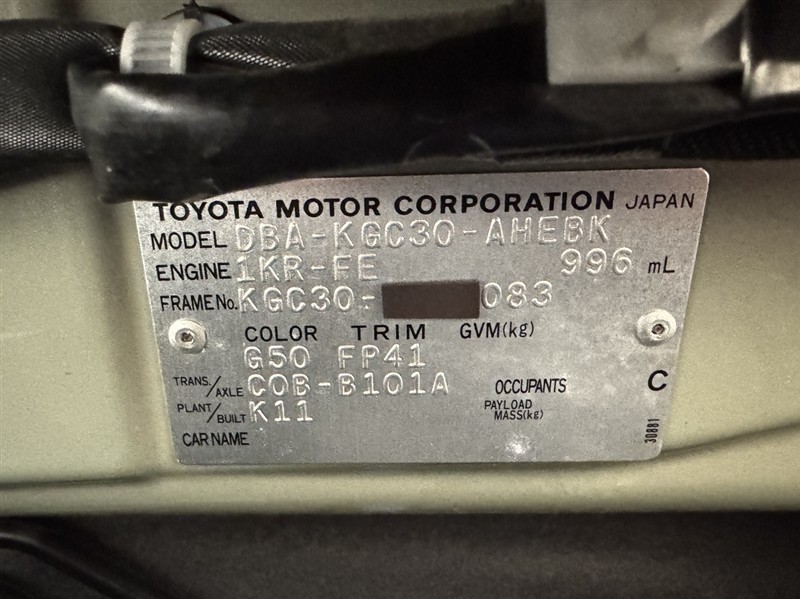 TOYOTA MOTOR CORPORATION JAPAN
MODEL DBA-KGC30-AHEBK
ENGINE 1KR-FE 996 mL
FRAME No. KGC30- 083
COLOR TRIM GVM(kg)
G50 FP41
TRANS./AXLE C0B-B101A OCCUPANTS C
PLANT/BUILT K11 PAYLOAD MASS(kg)
CAR NAME
30881